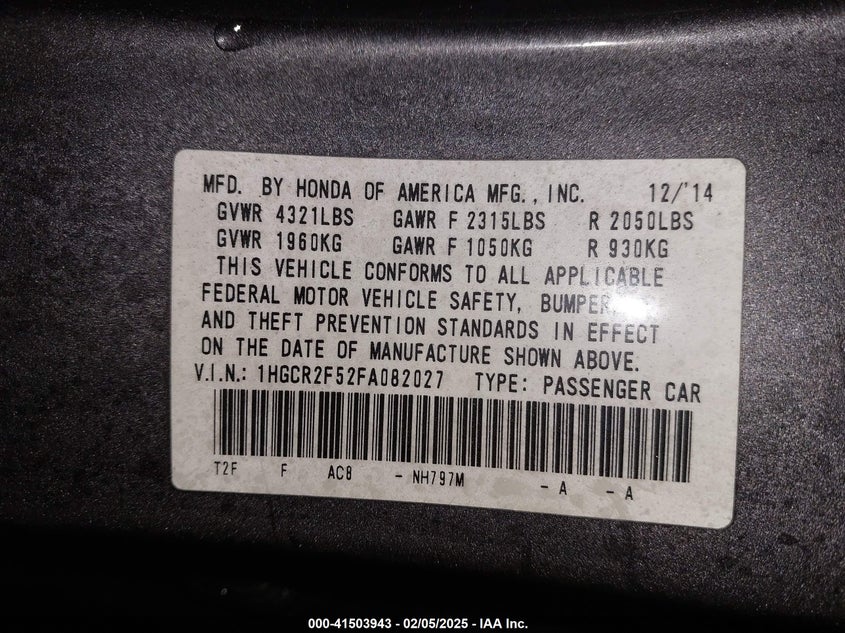 MFD. BY HONDA OF AMERICA MFG., INC. 12/'14
GVWR 4321LBS GAWR F 2315LBS R 2050LBS
GVWR 1960KG GAWR F 1050KG R 930KG
THIS VEHICLE CONFORMS TO ALL APPLICABLE
FEDERAL MOTOR VEHICLE SAFETY, BUMPER,
AND THEFT PREVENTION STANDARDS IN EFFECT
ON THE DATE OF MANUFACTURE SHOWN ABOVE.
V.I.N.: 1HGCR2F52FA082027 TYPE: PASSENGER CAR
T2F F AC8 - NH797M - A - A
000-41503943 - 02/05/2025 - IAA Inc.